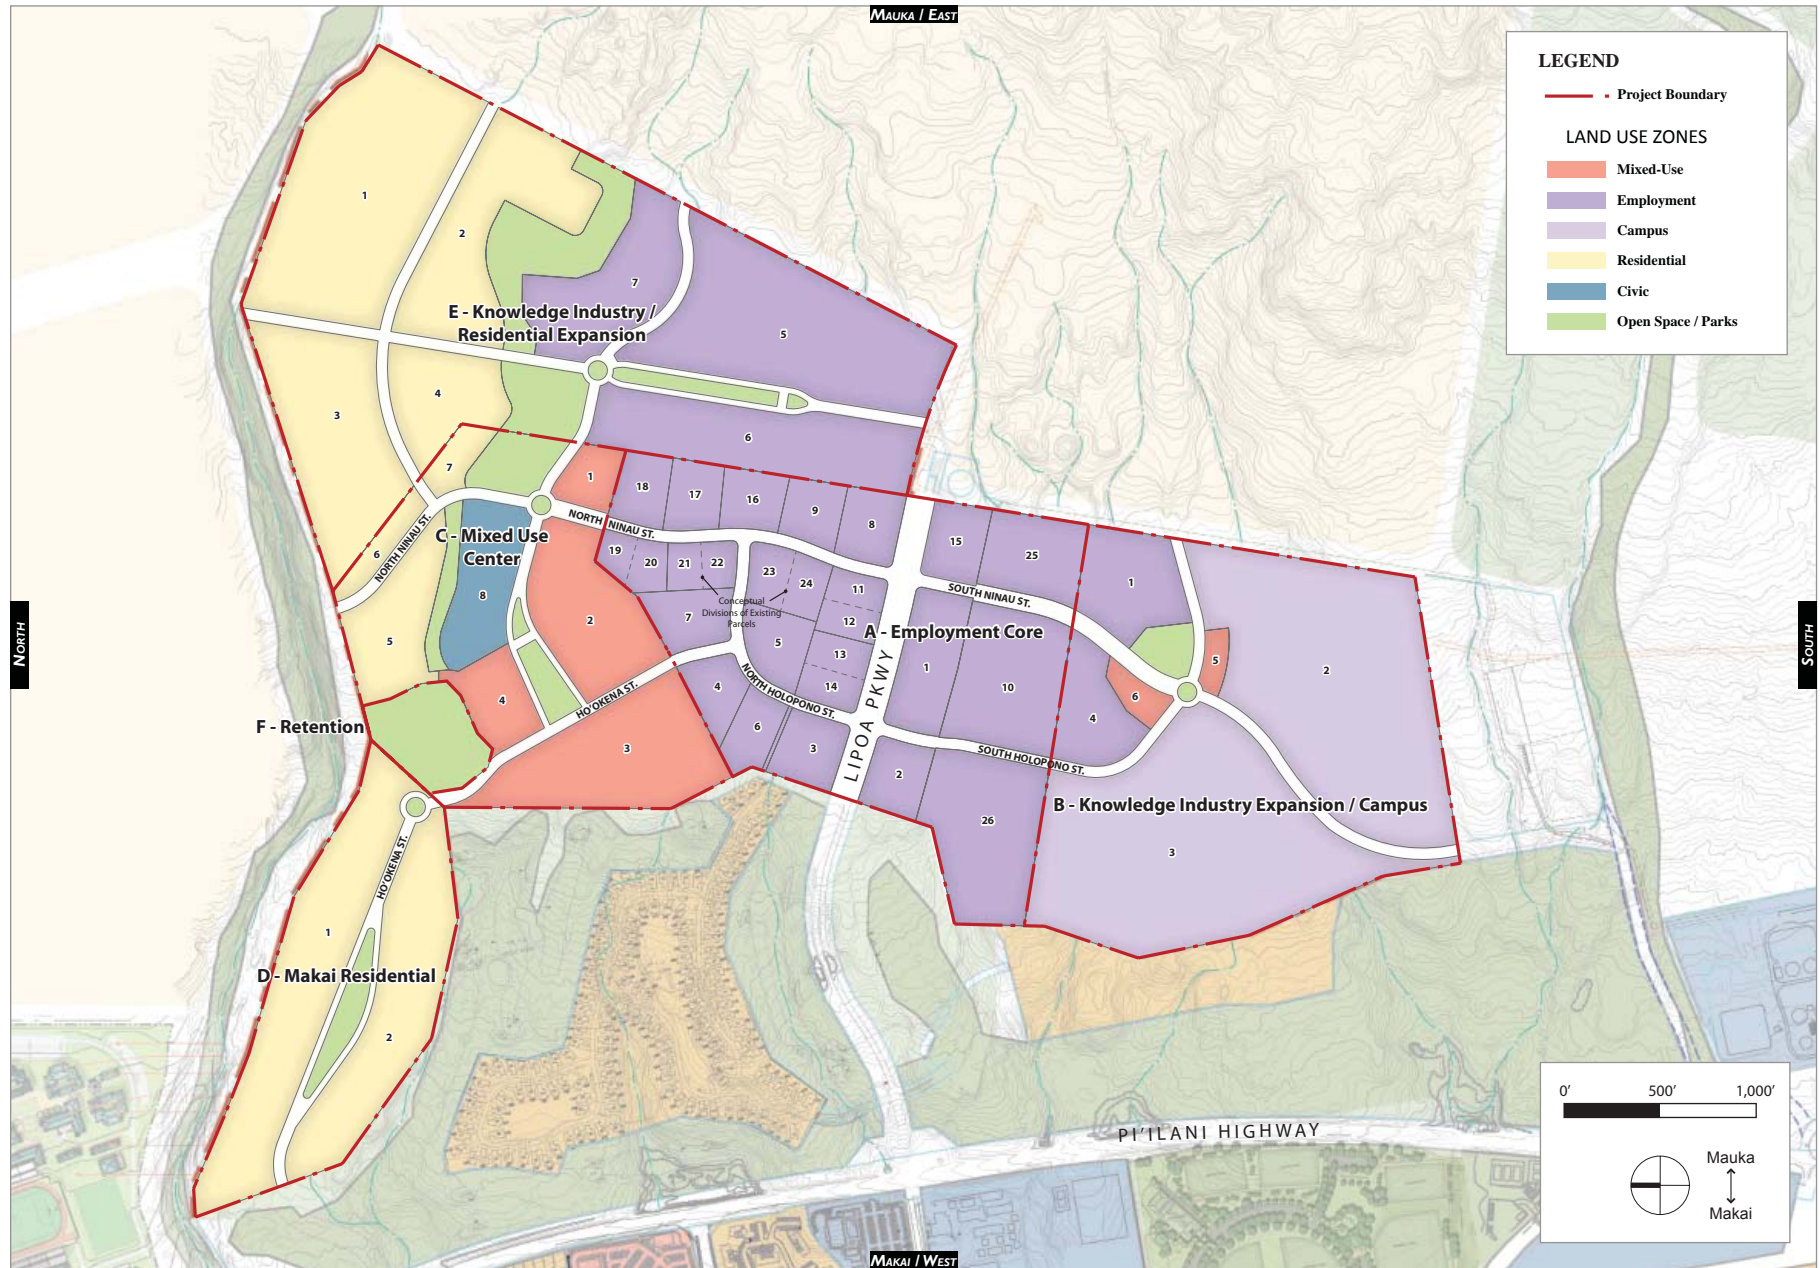 MAUKA / EAST
LEGEND
Project Boundary
LAND USE ZONES
Mixed-Use
Employment
Campus
Residential
Civic
Open Space / Parks
1
2
7
E - Knowledge Industry /
Residential Expansion
5
3
4
6
7
6
NORTH NINAU ST.
C - Mixed Use
Center
1
NORTH NINAU ST.
8
5
2
4
3
HO'OKENA ST.
F - Retention
18
17
16
9
8
19
20
21
22
23
24
11
12
13
14
7
5
Conceptual
Divisions of Existing
Parcels
A - Employment Core
15
25
SOUTH NINAU ST.
1
10
4
6
3
NORTH HOLOPONO ST.
LIPOA PKWY
2
26
SOUTH HOLOPONO ST.
1
2
5
6
4
B - Knowledge Industry Expansion / Campus
3
HO'OKENA ST.
1
D - Makai Residential
2
NORTH
SOUTH
PI'ILANI HIGHWAY
0' 500' 1,000'
Mauka
Makai
MAKAI / WEST